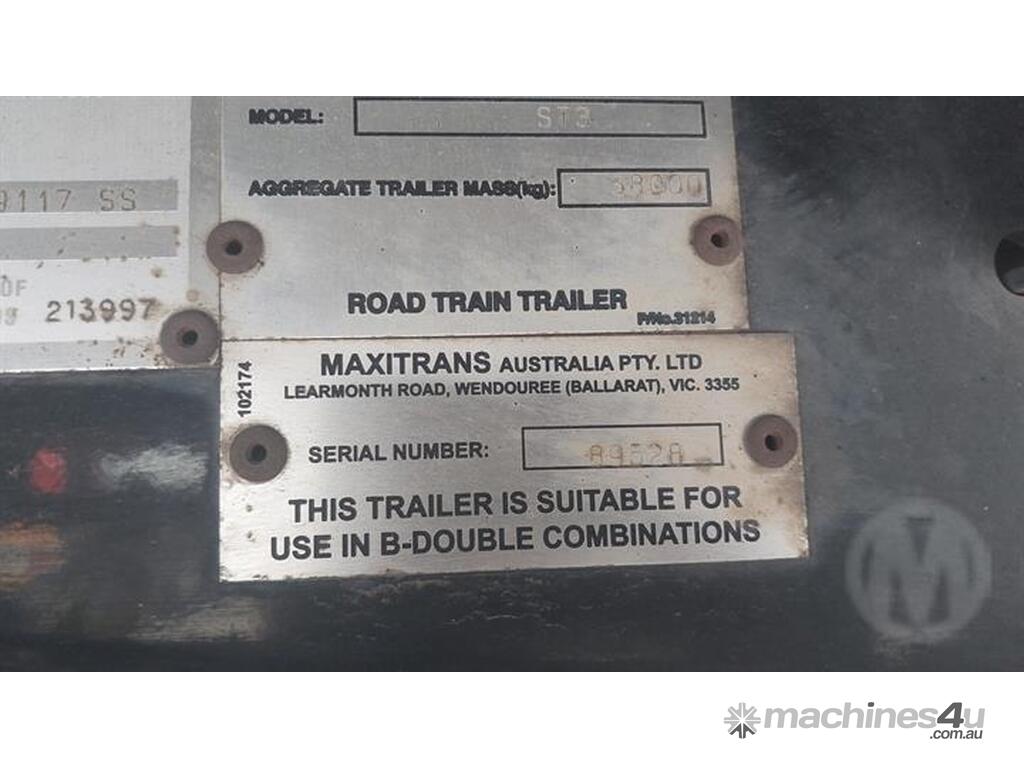 MODEL: ST3
AGGREGATE TRAILER MASS(kg): 38000
9117 SS
ROAD TRAIN TRAILER
P/No.31214
OF
213997
MAXITRANS AUSTRALIA PTY. LTD
LEARMONTH ROAD, WENDOUREE (BALLARAT), VIC. 3355
102174
SERIAL NUMBER: 89528
THIS TRAILER IS SUITABLE FOR
USE IN B-DOUBLE COMBINATIONS
M
machines4u
.com.au